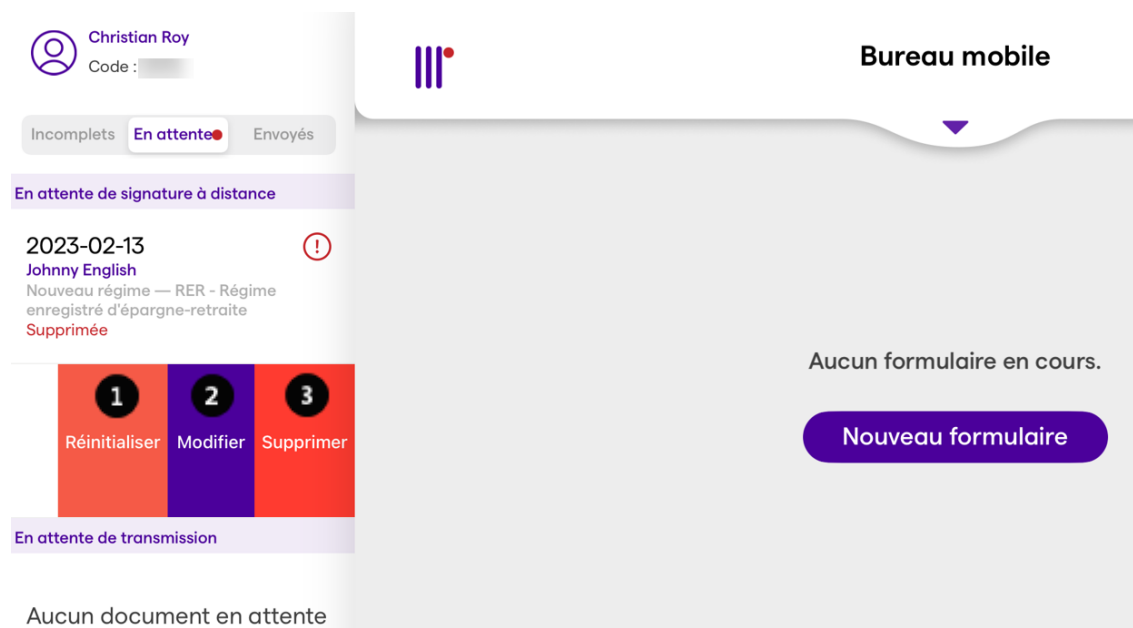 Christian Roy
Code :
Bureau mobile
Incomplets En attente Envoyés
En attente de signature à distance
2023-02-13
!
Johnny English
Nouveau régime — RER - Régime
enregistré d'épargne-retraite
Supprimée
1 2 3
Réinitialiser Modifier Supprimer
En attente de transmission
Aucun document en attente
Aucun formulaire en cours.
Nouveau formulaire